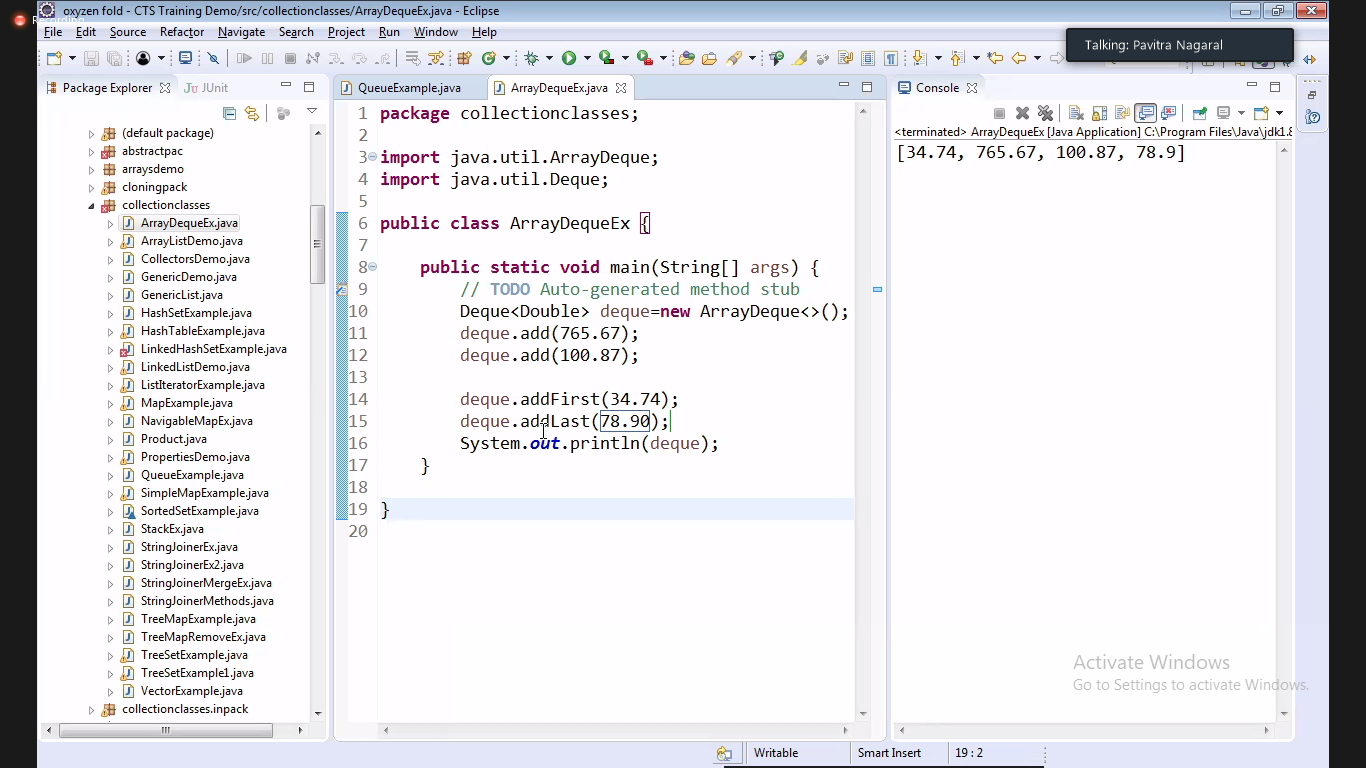 Recording
oxyzen fold - CTS Training Demo/src/collectionclasses/ArrayDequeEx.java - Eclipse
File Edit Source Refactor Navigate Search Project Run Window Help
Talking: Pavitra Nagaral
Package Explorer
JUnit
(default package)
abstractpac
arraysdemo
cloningpack
collectionclasses
ArrayDequeEx.java
ArrayListDemo.java
CollectorsDemo.java
GenericDemo.java
GenericList.java
HashSetExample.java
HashTableExample.java
LinkedHashSetExample.java
LinkedListDemo.java
ListIteratorExample.java
MapExample.java
NavigableMapEx.java
Product.java
PropertiesDemo.java
QueueExample.java
SimpleMapExample.java
SortedSetExample.java
StackEx.java
StringJoinerEx.java
StringJoinerEx2.java
StringJoinerMergeEx.java
StringJoinerMethods.java
TreeMapExample.java
TreeMapRemoveEx.java
TreeSetExample.java
TreeSetExample1.java
VectorExample.java
collectionclasses.inpack
QueueExample.java
ArrayDequeEx.java
1 package collectionclasses;
2
3 import java.util.ArrayDeque;
4 import java.util.Deque;
5
6 public class ArrayDequeEx {
7
8 public static void main(String[] args) {
9 // TODO Auto-generated method stub
10 Deque<Double> deque=new ArrayDeque<>();
11 deque.add(765.67);
12 deque.add(100.87);
13
14 deque.addFirst(34.74);
15 deque.addLast(78.90);
16 System.out.println(deque);
17 }
18
19 }
20
Console
<terminated> ArrayDequeEx [Java Application] C:\Program Files\Java\jdk1.8
[34.74, 765.67, 100.87, 78.9]
Activate Windows
Go to Settings to activate Windows.
Writable
Smart Insert
19 : 2